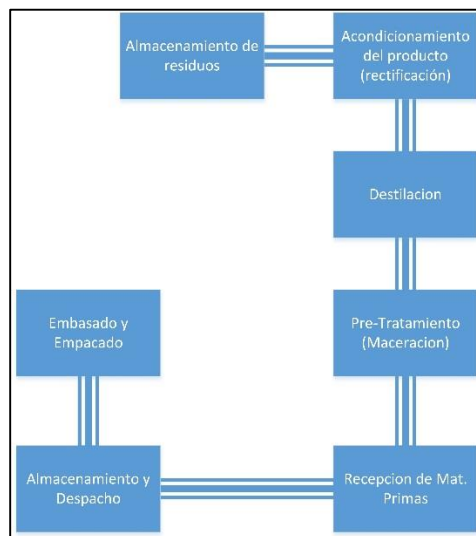 Almacenamiento de
residuos
Acondicionamiento
del producto
(rectificación)
Destilacion
Embasado y
Empacado
Pre-Tratamiento
(Maceracion)
Almacenamiento y
Despacho
Recepcion de Mat.
Primas